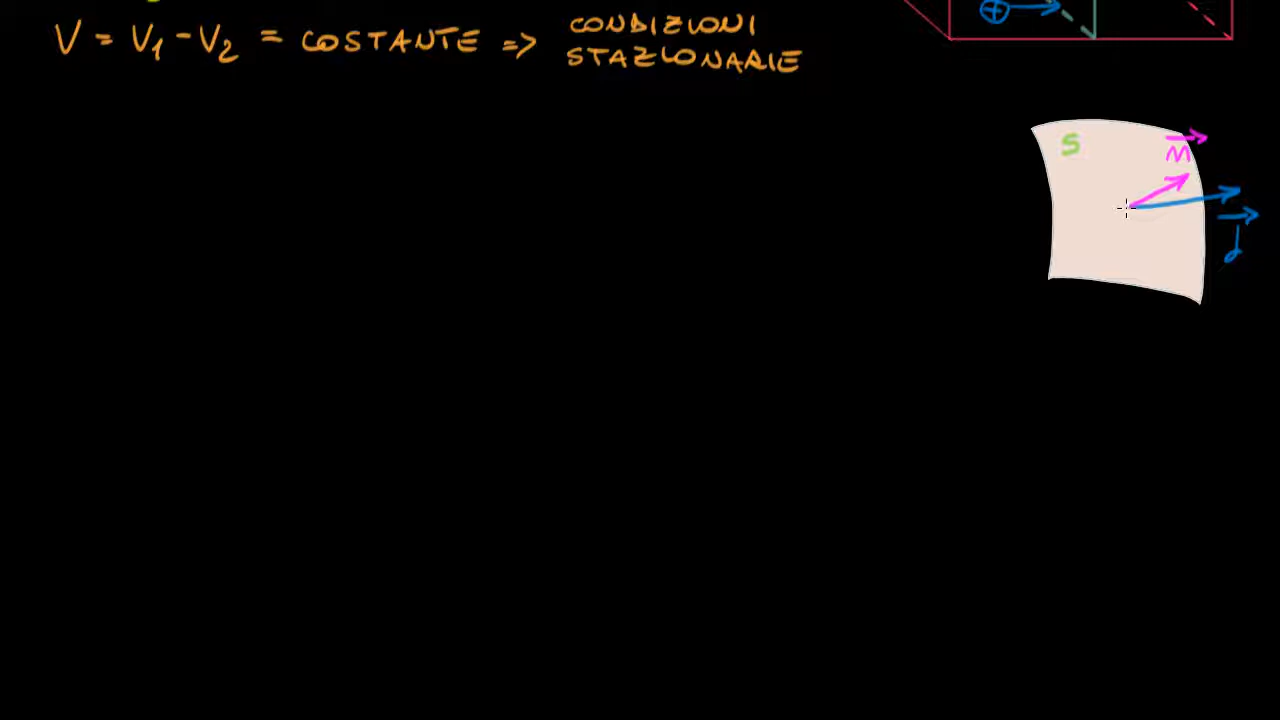 V = V₁ - V₂ = COSTANTE => CONDIZIONI
STAZIONARIE
S
n
J